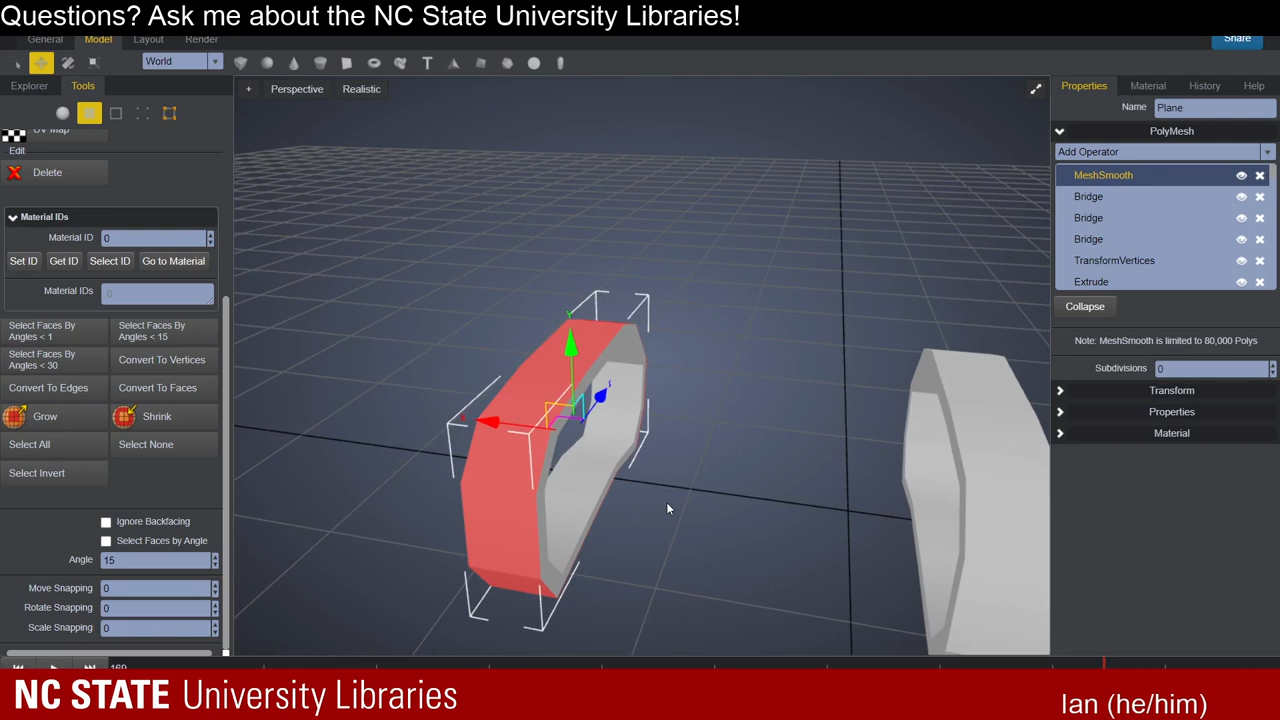 Questions? Ask me about the NC State University Libraries!
General Model Layout Render
Share
World
Explorer Tools
Perspective Realistic
Properties Material History Help
UV Map
Name Plane
Edit
PolyMesh
Delete
Add Operator
MeshSmooth
Bridge
Bridge
Bridge
TransformVertices
Extrude
Collapse
Material IDs
Material ID 0
Set ID Get ID Select ID Go to Material
Material IDs 0
Note: MeshSmooth is limited to 80,000 Polys
Subdivisions 0
Transform
Properties
Material
Select Faces By Angles < 1
Select Faces By Angles < 15
Select Faces By Angles < 30
Convert To Vertices
Convert To Edges Convert To Faces
Grow Shrink
Select All Select None
Select Invert
Ignore Backfacing
Select Faces by Angle
Angle 15
Move Snapping 0
Rotate Snapping 0
Scale Snapping 0
169
NC STATE University Libraries
Ian (he/him)